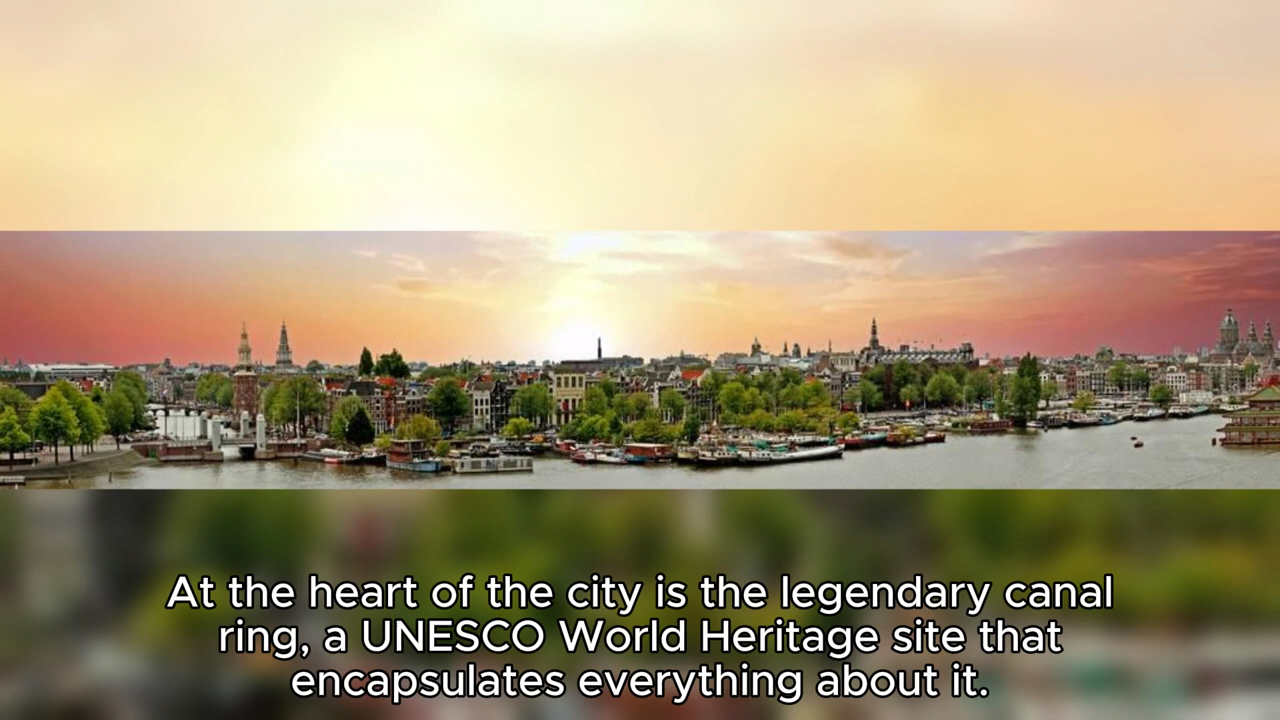 At the heart of the city is the legendary canal
ring, a UNESCO World Heritage site that
encapsulates everything about it.